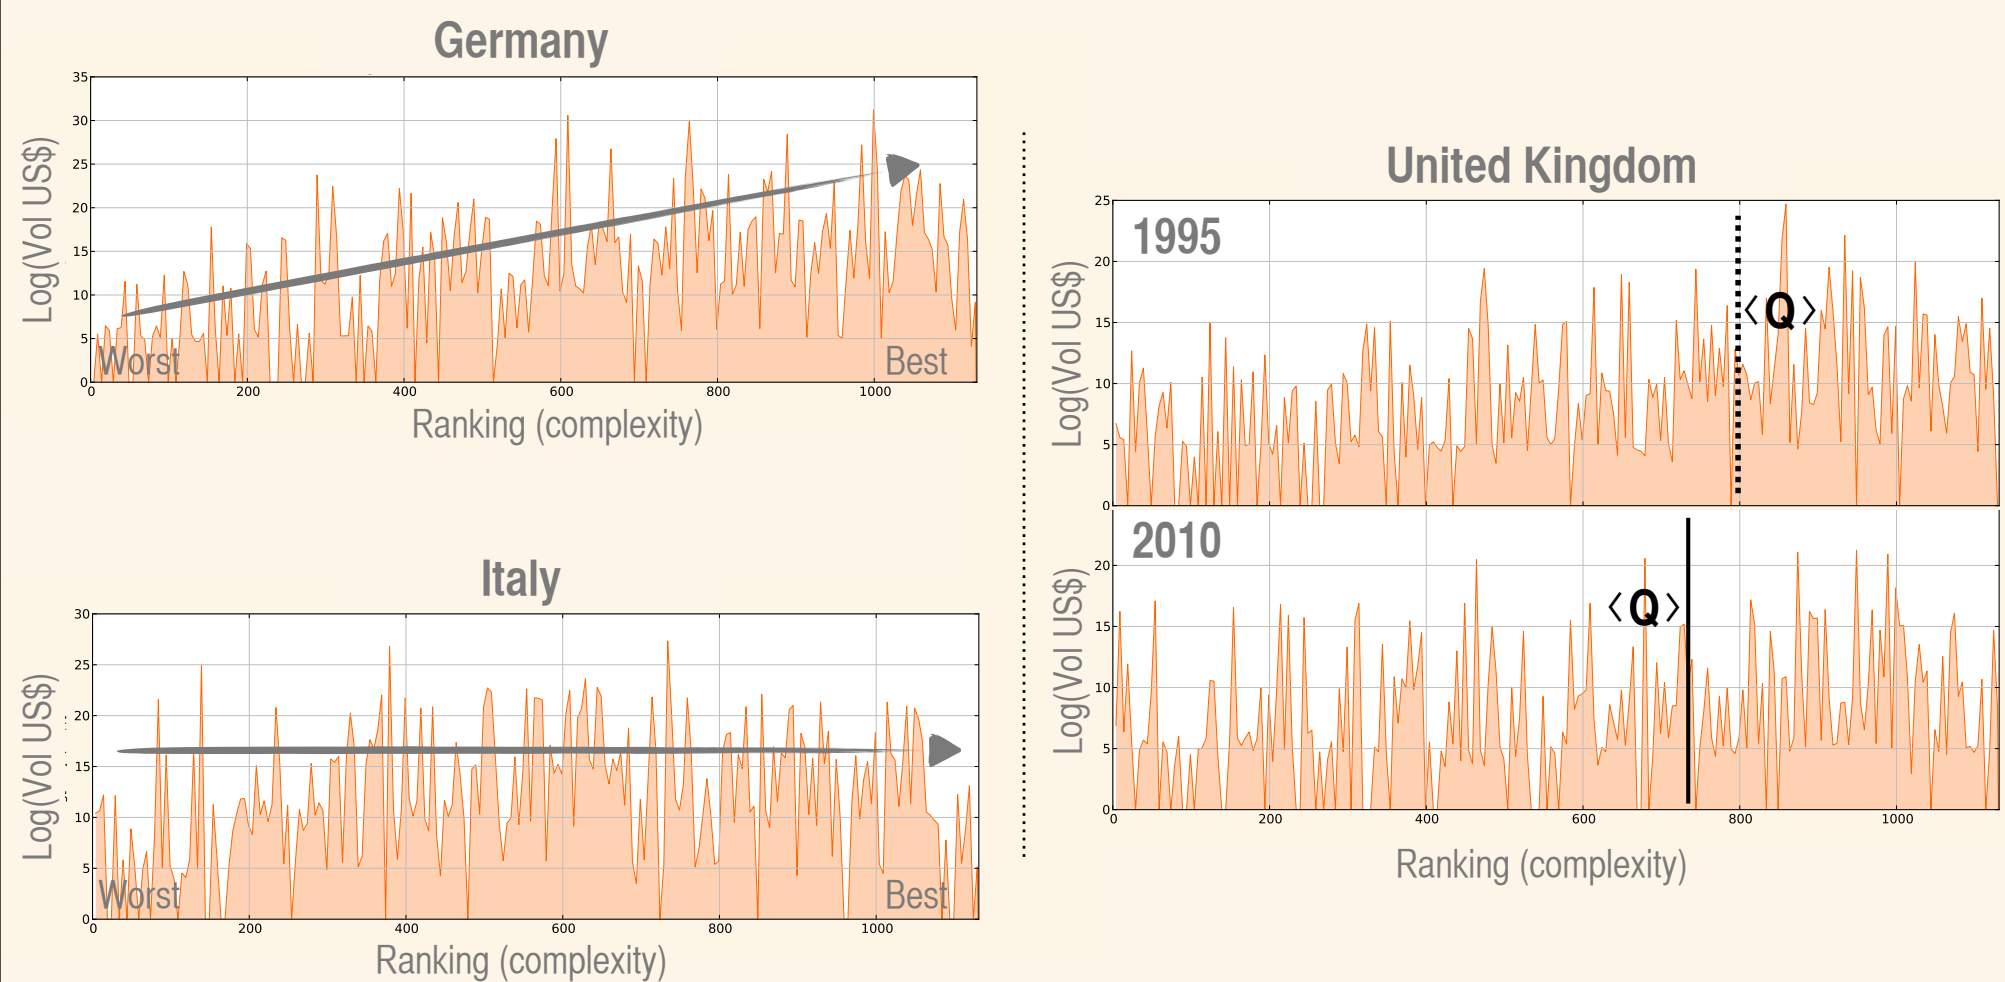 Germany
Log(Vol US$)
35
30
25
20
15
10
5
0
Worst
Best
0 200 400 600 800 1000
Ranking (complexity)
Italy
Log(Vol US$)
30
25
20
15
10
5
0
Worst
Best
0 200 400 600 800 1000
Ranking (complexity)
United Kingdom
1995
Log(Vol US$)
25
20
15
10
5
0
〈Q〉
2010
Log(Vol US$)
20
15
10
5
0
〈Q〉
0 200 400 600 800 1000
Ranking (complexity)